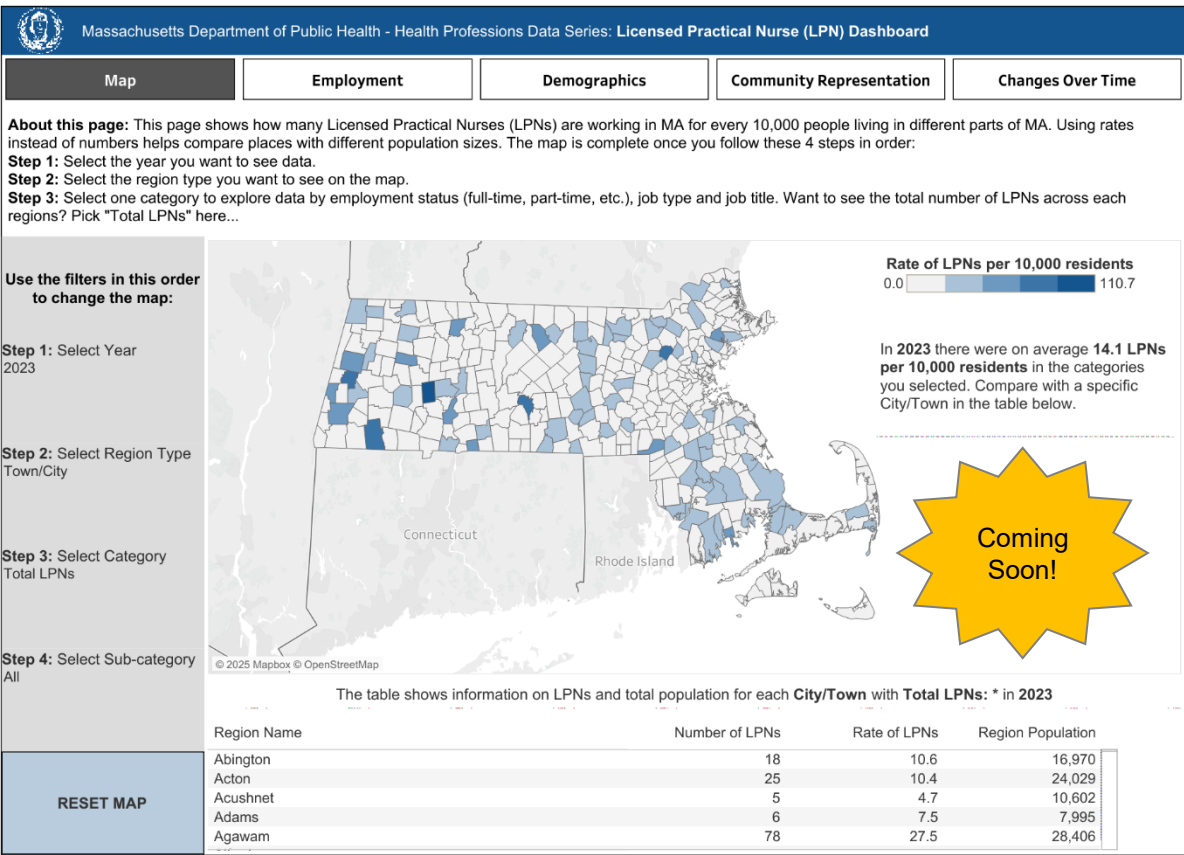 Massachusetts Department of Public Health - Health Professions Data Series: Licensed Practical Nurse (LPN) Dashboard
Map
Employment
Demographics
Community Representation
Changes Over Time
About this page: This page shows how many Licensed Practical Nurses (LPNs) are working in MA for every 10,000 people living in different parts of MA. Using rates
instead of numbers helps compare places with different population sizes. The map is complete once you follow these 4 steps in order:
Step 1: Select the year you want to see data.
Step 2: Select the region type you want to see on the map.
Step 3: Select one category to explore data by employment status (full-time, part-time, etc.), job type and job title. Want to see the total number of LPNs across each
regions? Pick "Total LPNs" here...
Use the filters in this order
to change the map:
Step 1: Select Year
2023
Step 2: Select Region Type
Town/City
Step 3: Select Category
Total LPNs
Step 4: Select Sub-category
All
RESET MAP
Connecticut
Rhode Island
© 2025 Mapbox © OpenStreetMap
Rate of LPNs per 10,000 residents
0.0 110.7
In 2023 there were on average 14.1 LPNs
per 10,000 residents in the categories
you selected. Compare with a specific
City/Town in the table below.
Coming
Soon!
The table shows information on LPNs and total population for each City/Town with Total LPNs: * in 2023
Region Name Number of LPNs Rate of LPNs Region Population
Abington 18 10.6 16,970
Acton 25 10.4 24,029
Acushnet 5 4.7 10,602
Adams 6 7.5 7,995
Agawam 78 27.5 28,406